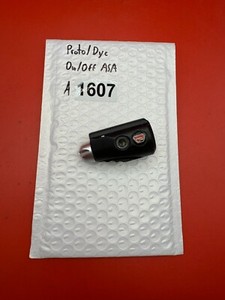 Proto/Dye
On/Off ASA
A 1607